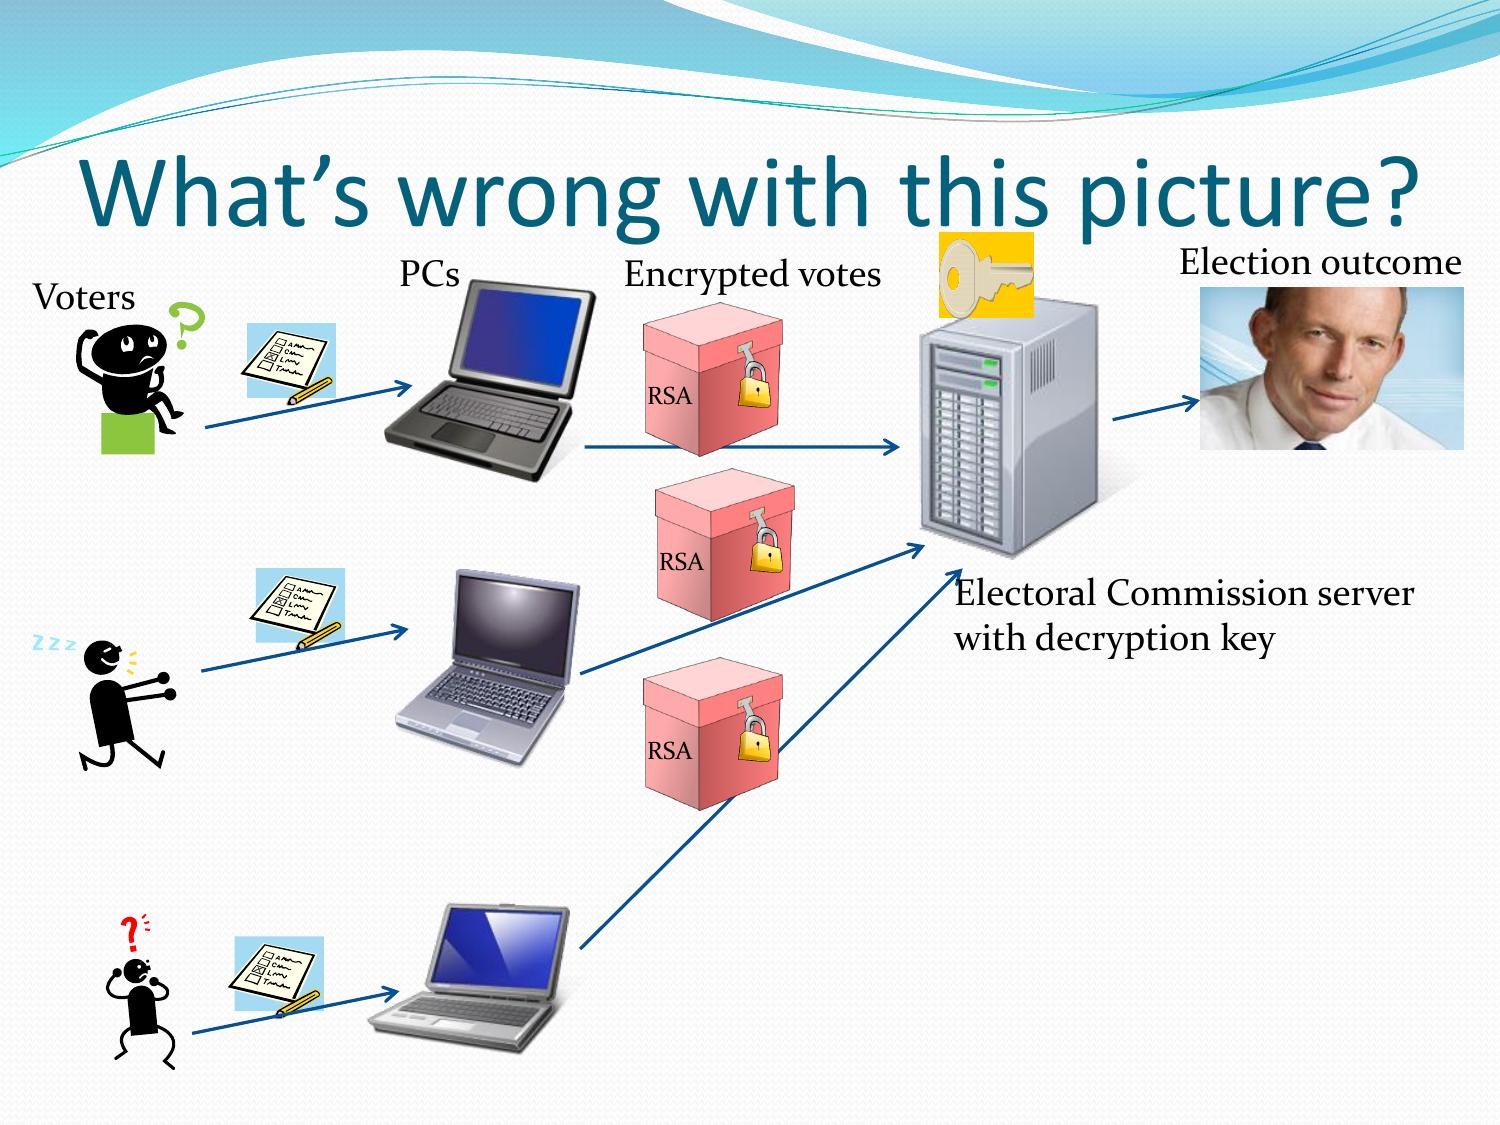 What's wrong with this picture?
Voters
PCs
Encrypted votes
Election outcome
RSA
RSA
RSA
Electoral Commission server
with decryption key
?
z z z
?